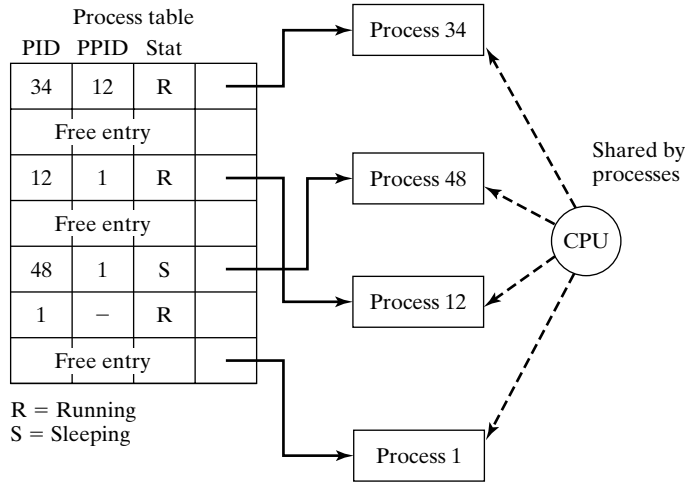 Process table
PID PPID Stat
34 12 R
Free entry
12 1 R
Free entry
48 1 S
1 – R
Free entry
R = Running
S = Sleeping
Process 34
Process 48
Process 12
Process 1
Shared by
processes
CPU